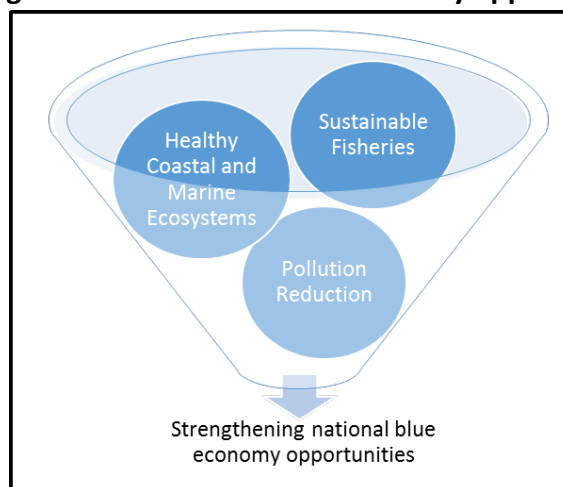 Healthy
Coastal and
Marine
Ecosystems
Sustainable
Fisheries
Pollution
Reduction
Strengthening national blue
economy opportunities